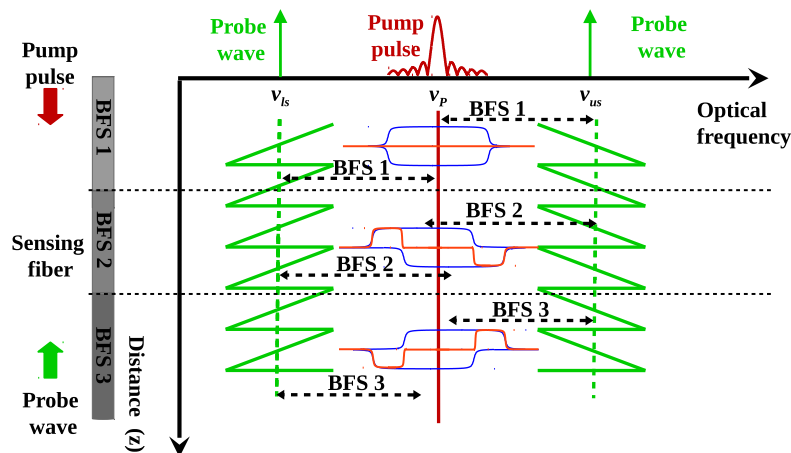 Probe
wave
Pump
pulse
Probe
wave
Pump
pulse
ν_ls
ν_P
ν_us
Optical
frequency
BFS 1
BFS 1
BFS 1
BFS 2
BFS 2
BFS 2
Sensing
fiber
BFS 3
BFS 3
BFS 3
Distance (z)
Probe
wave